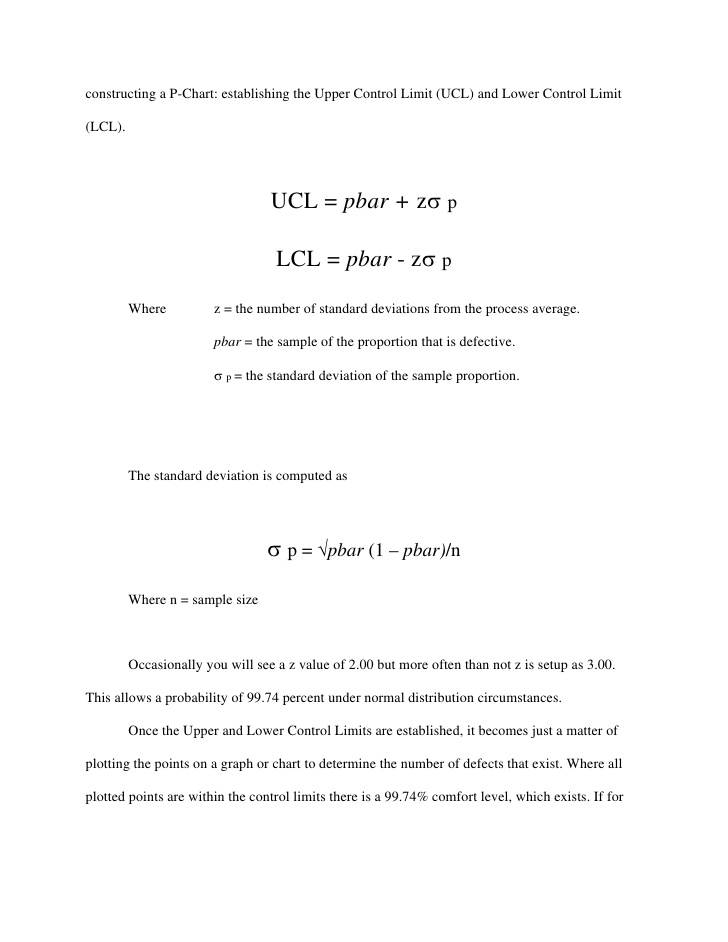 constructing a P-Chart: establishing the Upper Control Limit (UCL) and Lower Control Limit
(LCL).
UCL = pbar + zσ p
LCL = pbar - zσ p
Where z = the number of standard deviations from the process average.
pbar = the sample of the proportion that is defective.
σ p = the standard deviation of the sample proportion.
The standard deviation is computed as
σ p = √pbar (1 – pbar)/n
Where n = sample size
Occasionally you will see a z value of 2.00 but more often than not z is setup as 3.00.
This allows a probability of 99.74 percent under normal distribution circumstances.
Once the Upper and Lower Control Limits are established, it becomes just a matter of
plotting the points on a graph or chart to determine the number of defects that exist. Where all
plotted points are within the control limits there is a 99.74% comfort level, which exists. If for